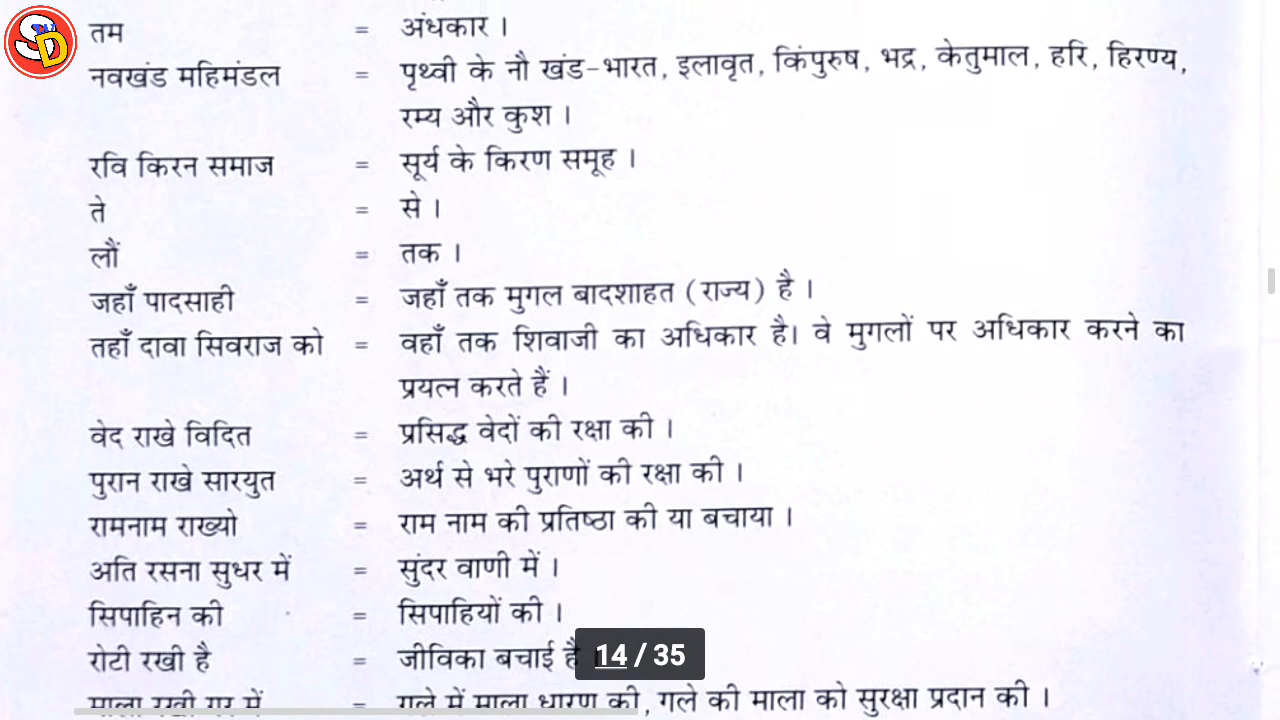 SD
तम = अंधकार ।
नवखंड महिमंडल = पृथ्वी के नौ खंड-भारत, इलावृत, किंपुरुष, भद्र, केतुमाल, हरि, हिरण्य,
रम्य और कुश ।
रवि किरन समाज = सूर्य के किरण समूह ।
ते = से ।
लौं = तक ।
जहाँ पादसाही = जहाँ तक मुगल बादशाहत (राज्य) है ।
तहाँ दावा सिवराज को = वहाँ तक शिवाजी का अधिकार है। वे मुगलों पर अधिकार करने का
प्रयत्न करते हैं ।
वेद राखे विदित = प्रसिद्ध वेदों की रक्षा की ।
पुरान राखे सारयुत = अर्थ से भरे पुराणों की रक्षा की ।
रामनाम राख्यो = राम नाम की प्रतिष्ठा की या बचाया ।
अति रसना सुधर में = सुंदर वाणी में ।
सिपाहिन की = सिपाहियों की ।
रोटी रखी है = जीविका बचाई है
14 / 35
माला रखी गर में = गले में माला धारण की, गले की माला को सुरक्षा प्रदान की ।